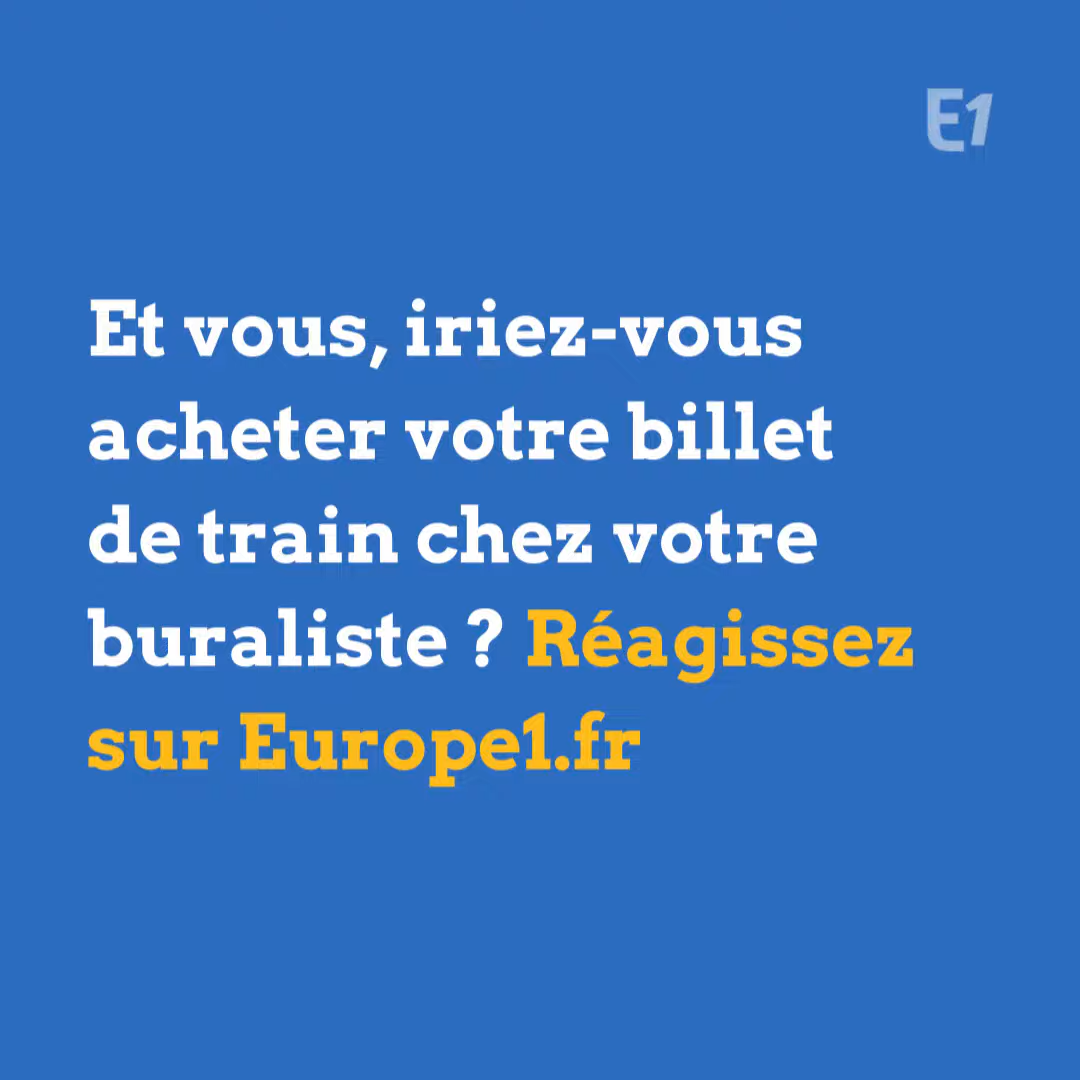 E1
Et vous, iriez-vous
acheter votre billet
de train chez votre
buraliste ? Réagissez
sur Europe1.fr